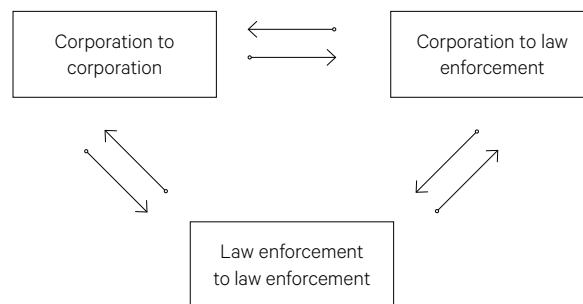 Corporation to
corporation
Corporation to law
enforcement
Law enforcement
to law enforcement